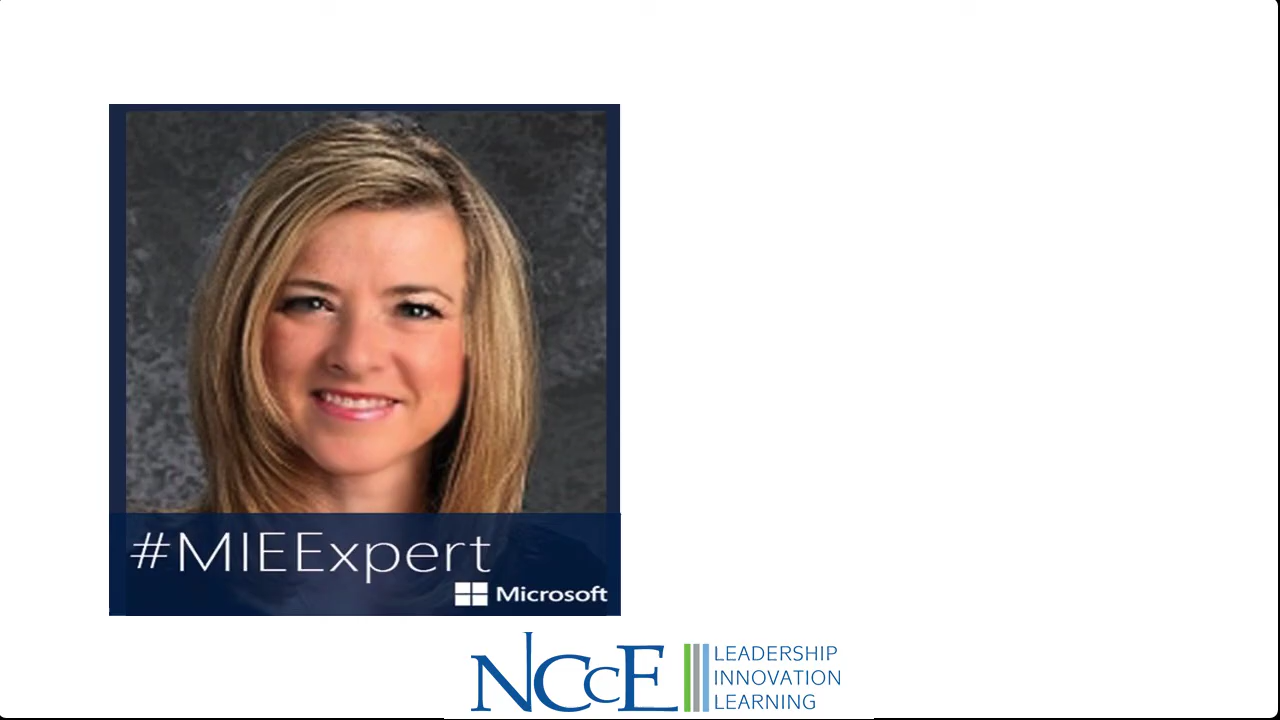 #MIEExpert
Microsoft
NCCE
LEADERSHIP
INNOVATION
LEARNING